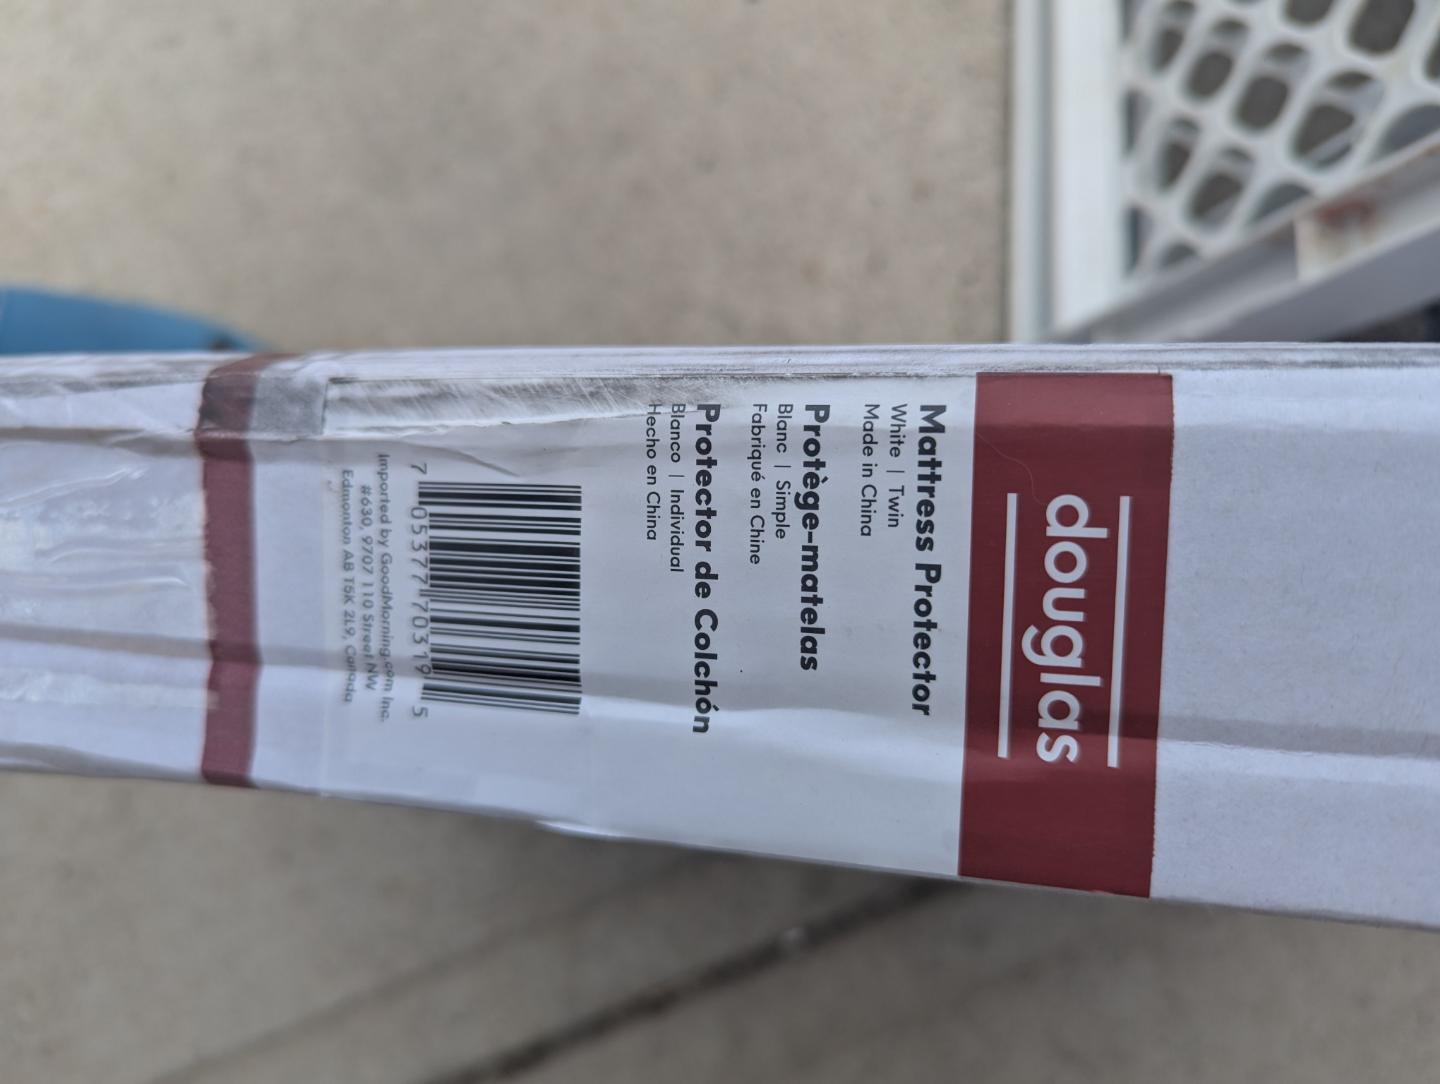 douglas
Mattress Protector
White | Twin
Made in China
Protège-matelas
Blanc | Simple
Fabriqué en Chine
Protector de Colchón
Blanco | Individual
Hecho en China
7 05377 70319 5
Imported by GoodMorning.com Inc.
#630, 9707 110 Street NW
Edmonton AB T5K 2L9, Canada